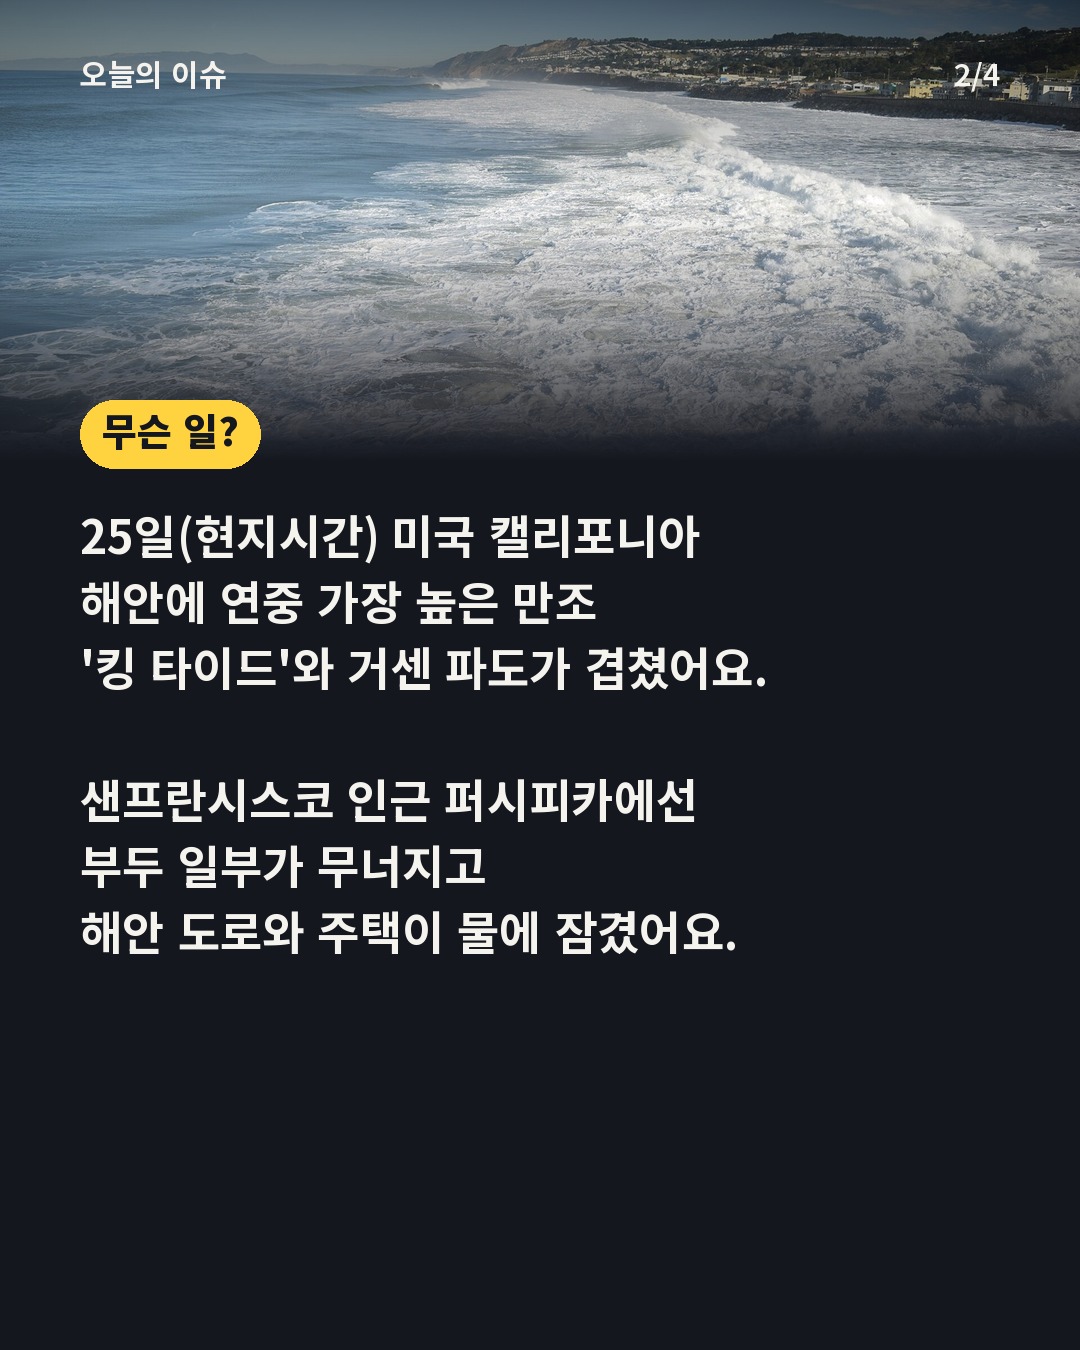 오늘의 이슈
2/4
무슨 일?
25일(현지시간) 미국 캘리포니아
해안에 연중 가장 높은 만조
'킹 타이드'와 거센 파도가 겹쳤어요.
샌프란시스코 인근 퍼시피카에선
부두 일부가 무너지고
해안 도로와 주택이 물에 잠겼어요.